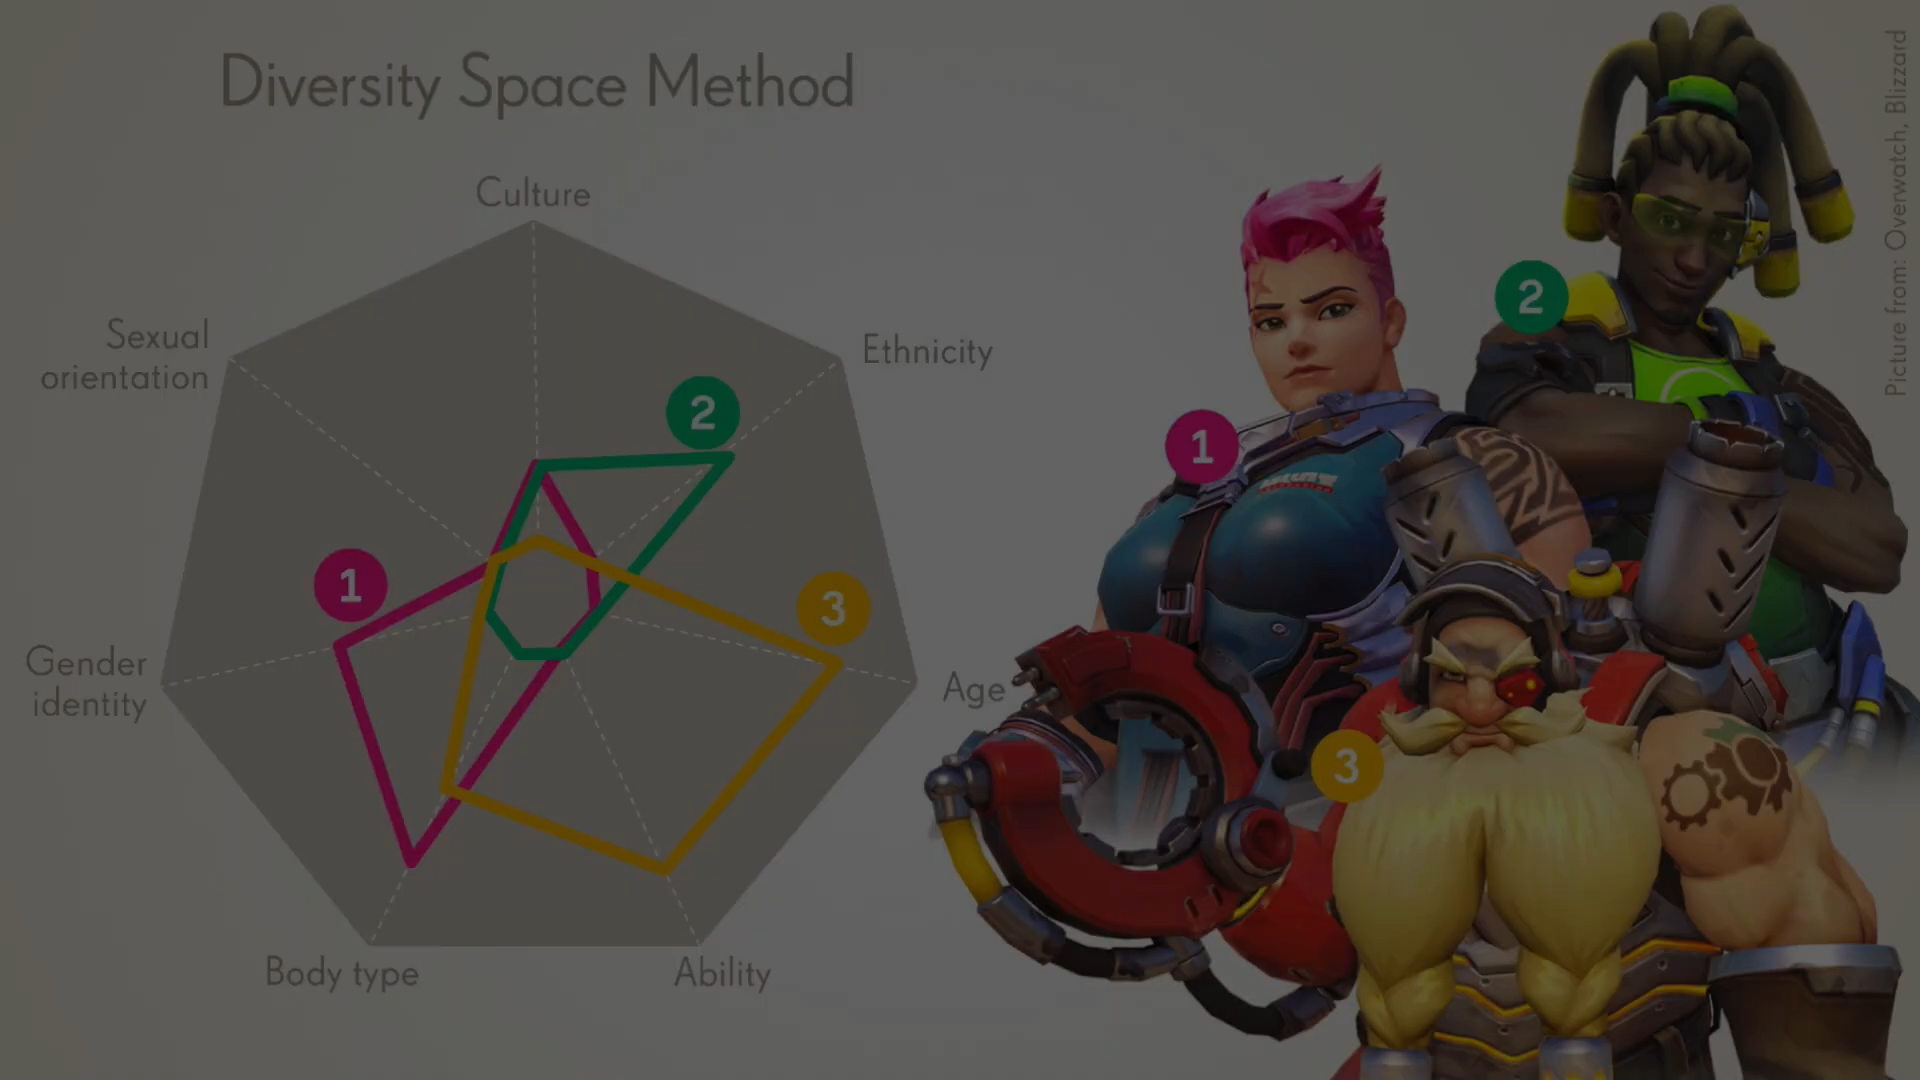 Diversity Space Method
Culture
Sexual
orientation
Ethnicity
2
1
3
Gender
identity
Age
Body type
Ability
1
2
3
Picture from: Overwatch, Blizzard